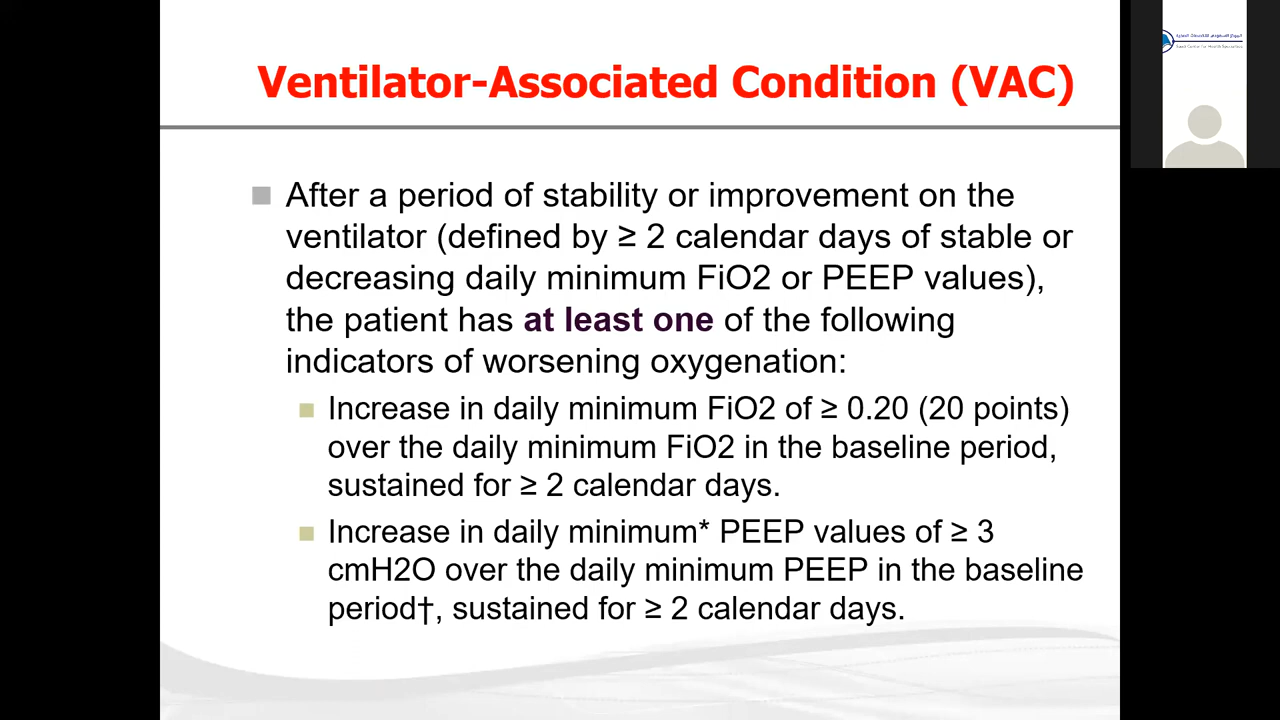 Ventilator-Associated Condition (VAC)
After a period of stability or improvement on the
ventilator (defined by ≥ 2 calendar days of stable or
decreasing daily minimum FiO2 or PEEP values),
the patient has at least one of the following
indicators of worsening oxygenation:
Increase in daily minimum FiO2 of ≥ 0.20 (20 points)
over the daily minimum FiO2 in the baseline period,
sustained for ≥ 2 calendar days.
Increase in daily minimum* PEEP values of ≥ 3
cmH2O over the daily minimum PEEP in the baseline
period†, sustained for ≥ 2 calendar days.